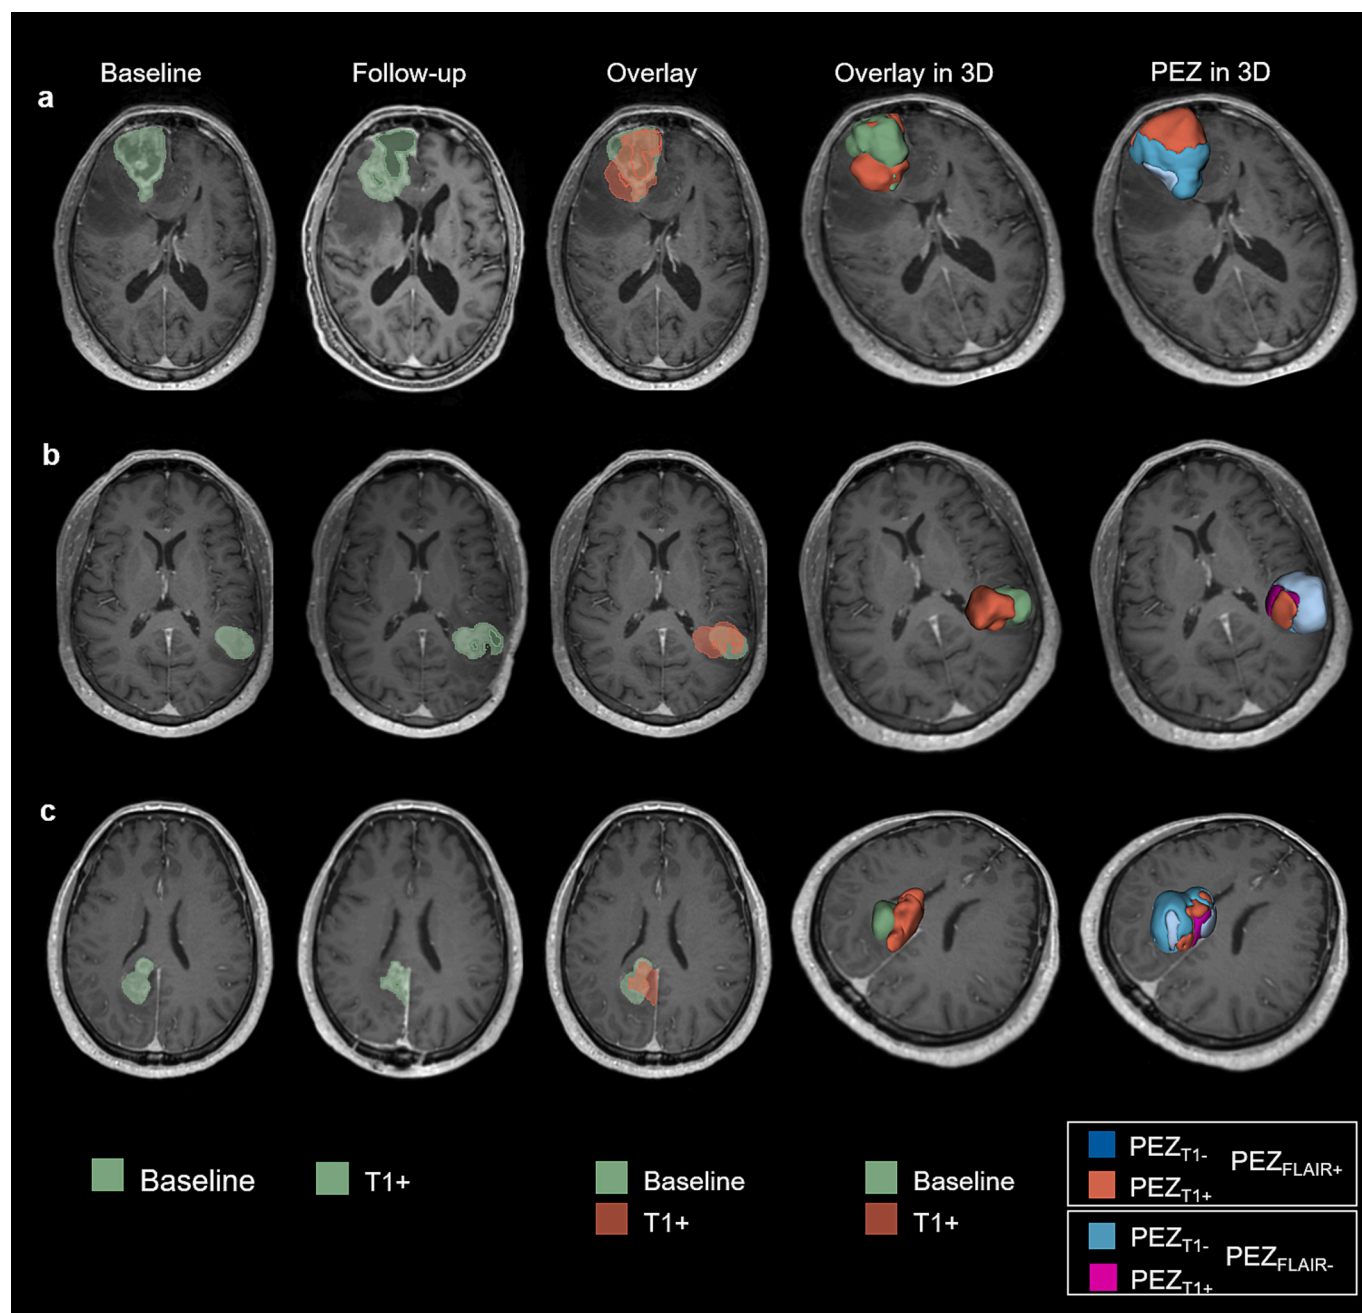 Baseline Follow-up Overlay Overlay in 3D PEZ in 3D
a
b
c
Baseline
T1+
Baseline
T1+
Baseline
T1+
PEZT1-
PEZT1+
PEZFLAIR+
PEZT1-
PEZT1+
PEZFLAIR-